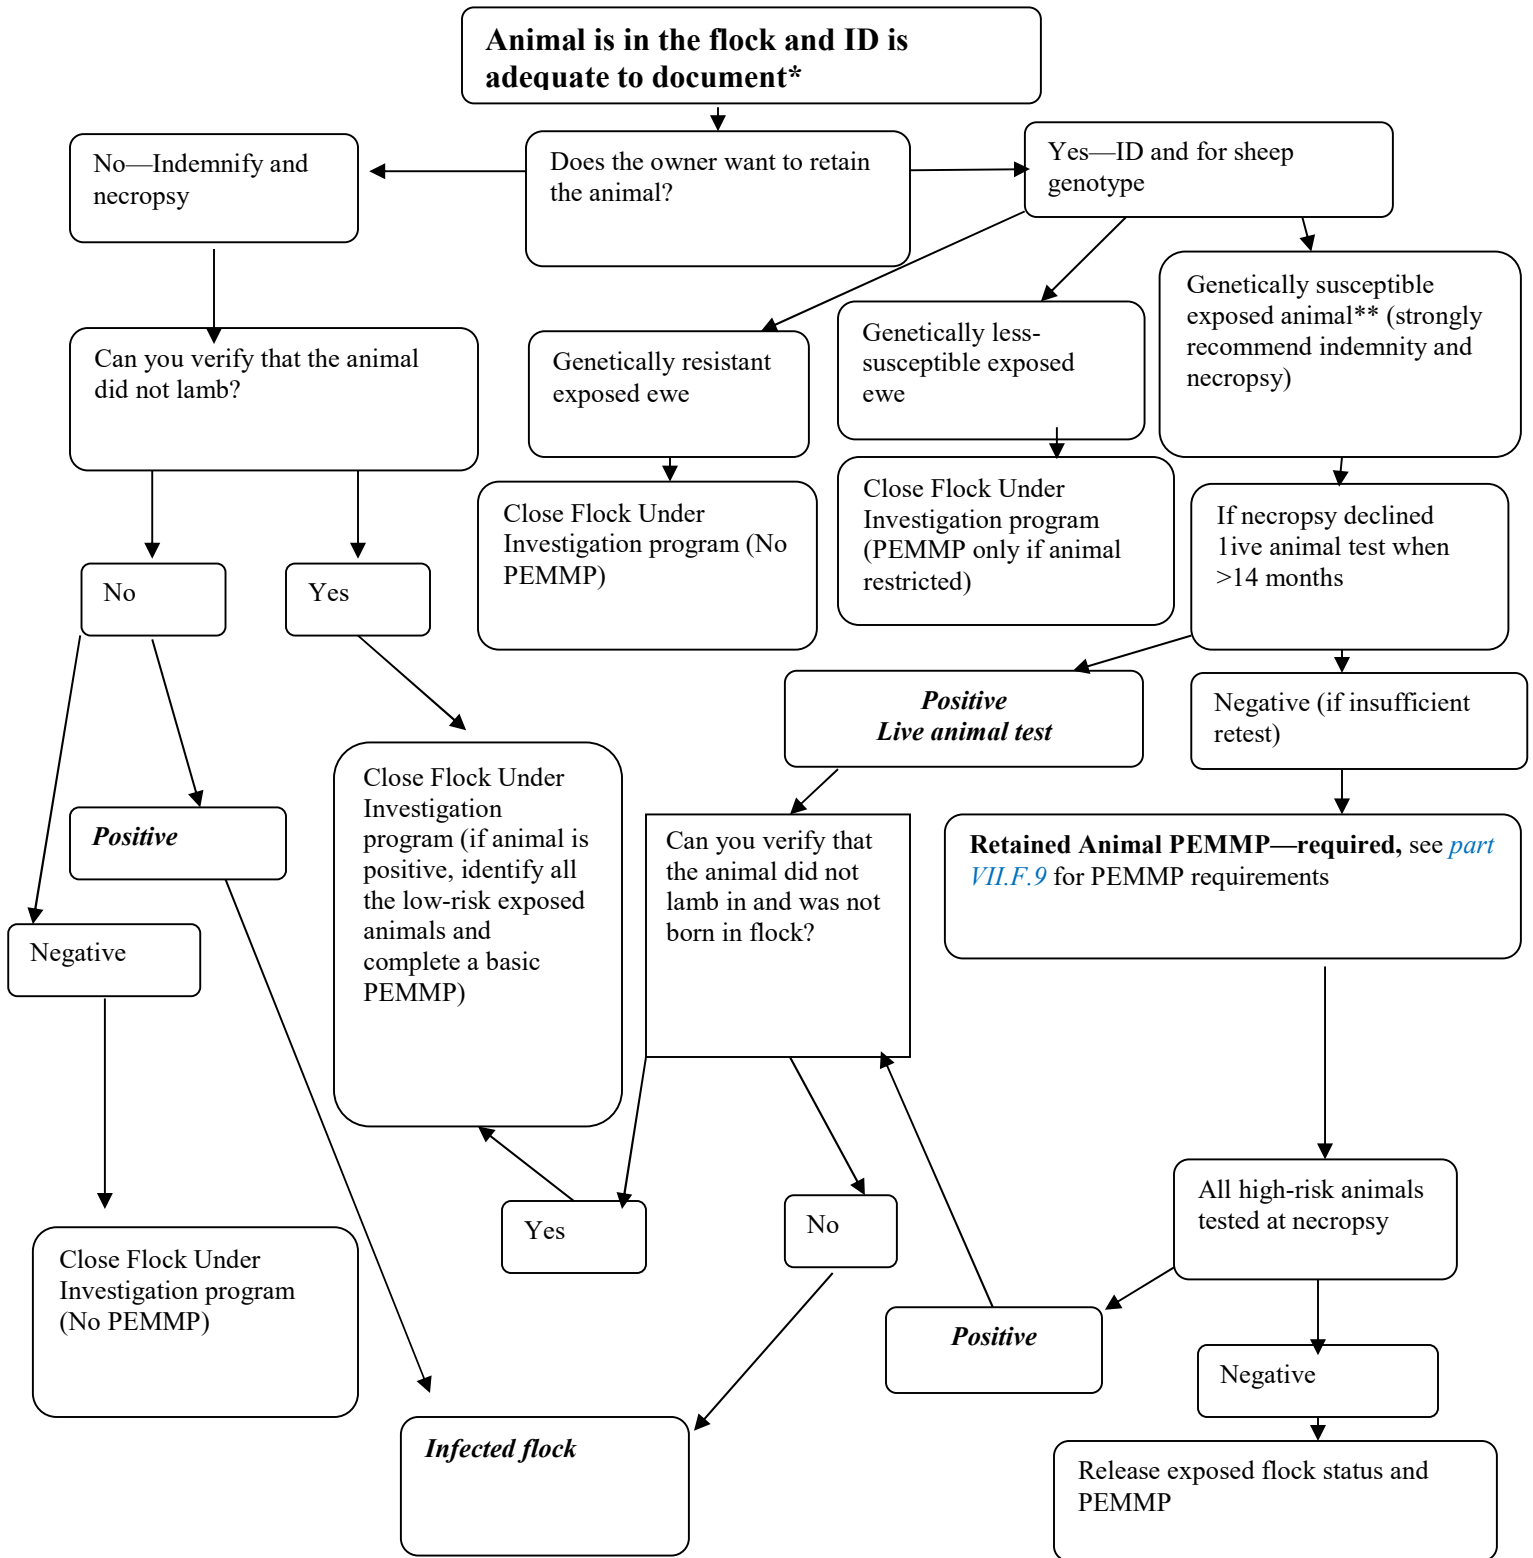 Animal is in the flock and ID is
adequate to document*
No—Indemnify and
necropsy
Does the owner want to retain
the animal?
Yes—ID and for sheep
genotype
Can you verify that the animal
did not lamb?
Genetically resistant
exposed ewe
Genetically less-
susceptible exposed
ewe
Genetically susceptible
exposed animal** (strongly
recommend indemnity and
necropsy)
Close Flock Under
Investigation program (No
PEMMP)
Close Flock Under
Investigation program
(PEMMP only if animal
restricted)
If necropsy declined
live animal test when
>14 months
No
Yes
Positive
Live animal test
Negative (if insufficient
retest)
Positive
Close Flock Under
Investigation
program (if animal is
positive, identify all
the low-risk exposed
animals and
complete a basic
PEMMP)
Can you verify that
the animal did not
lamb in and was not
born in flock?
Retained Animal PEMMP—required, see part
VII.F.9 for PEMMP requirements
Negative
All high-risk animals
tested at necropsy
Yes
No
Close Flock Under
Investigation program
(No PEMMP)
Positive
Negative
Infected flock
Release exposed flock status and
PEMMP